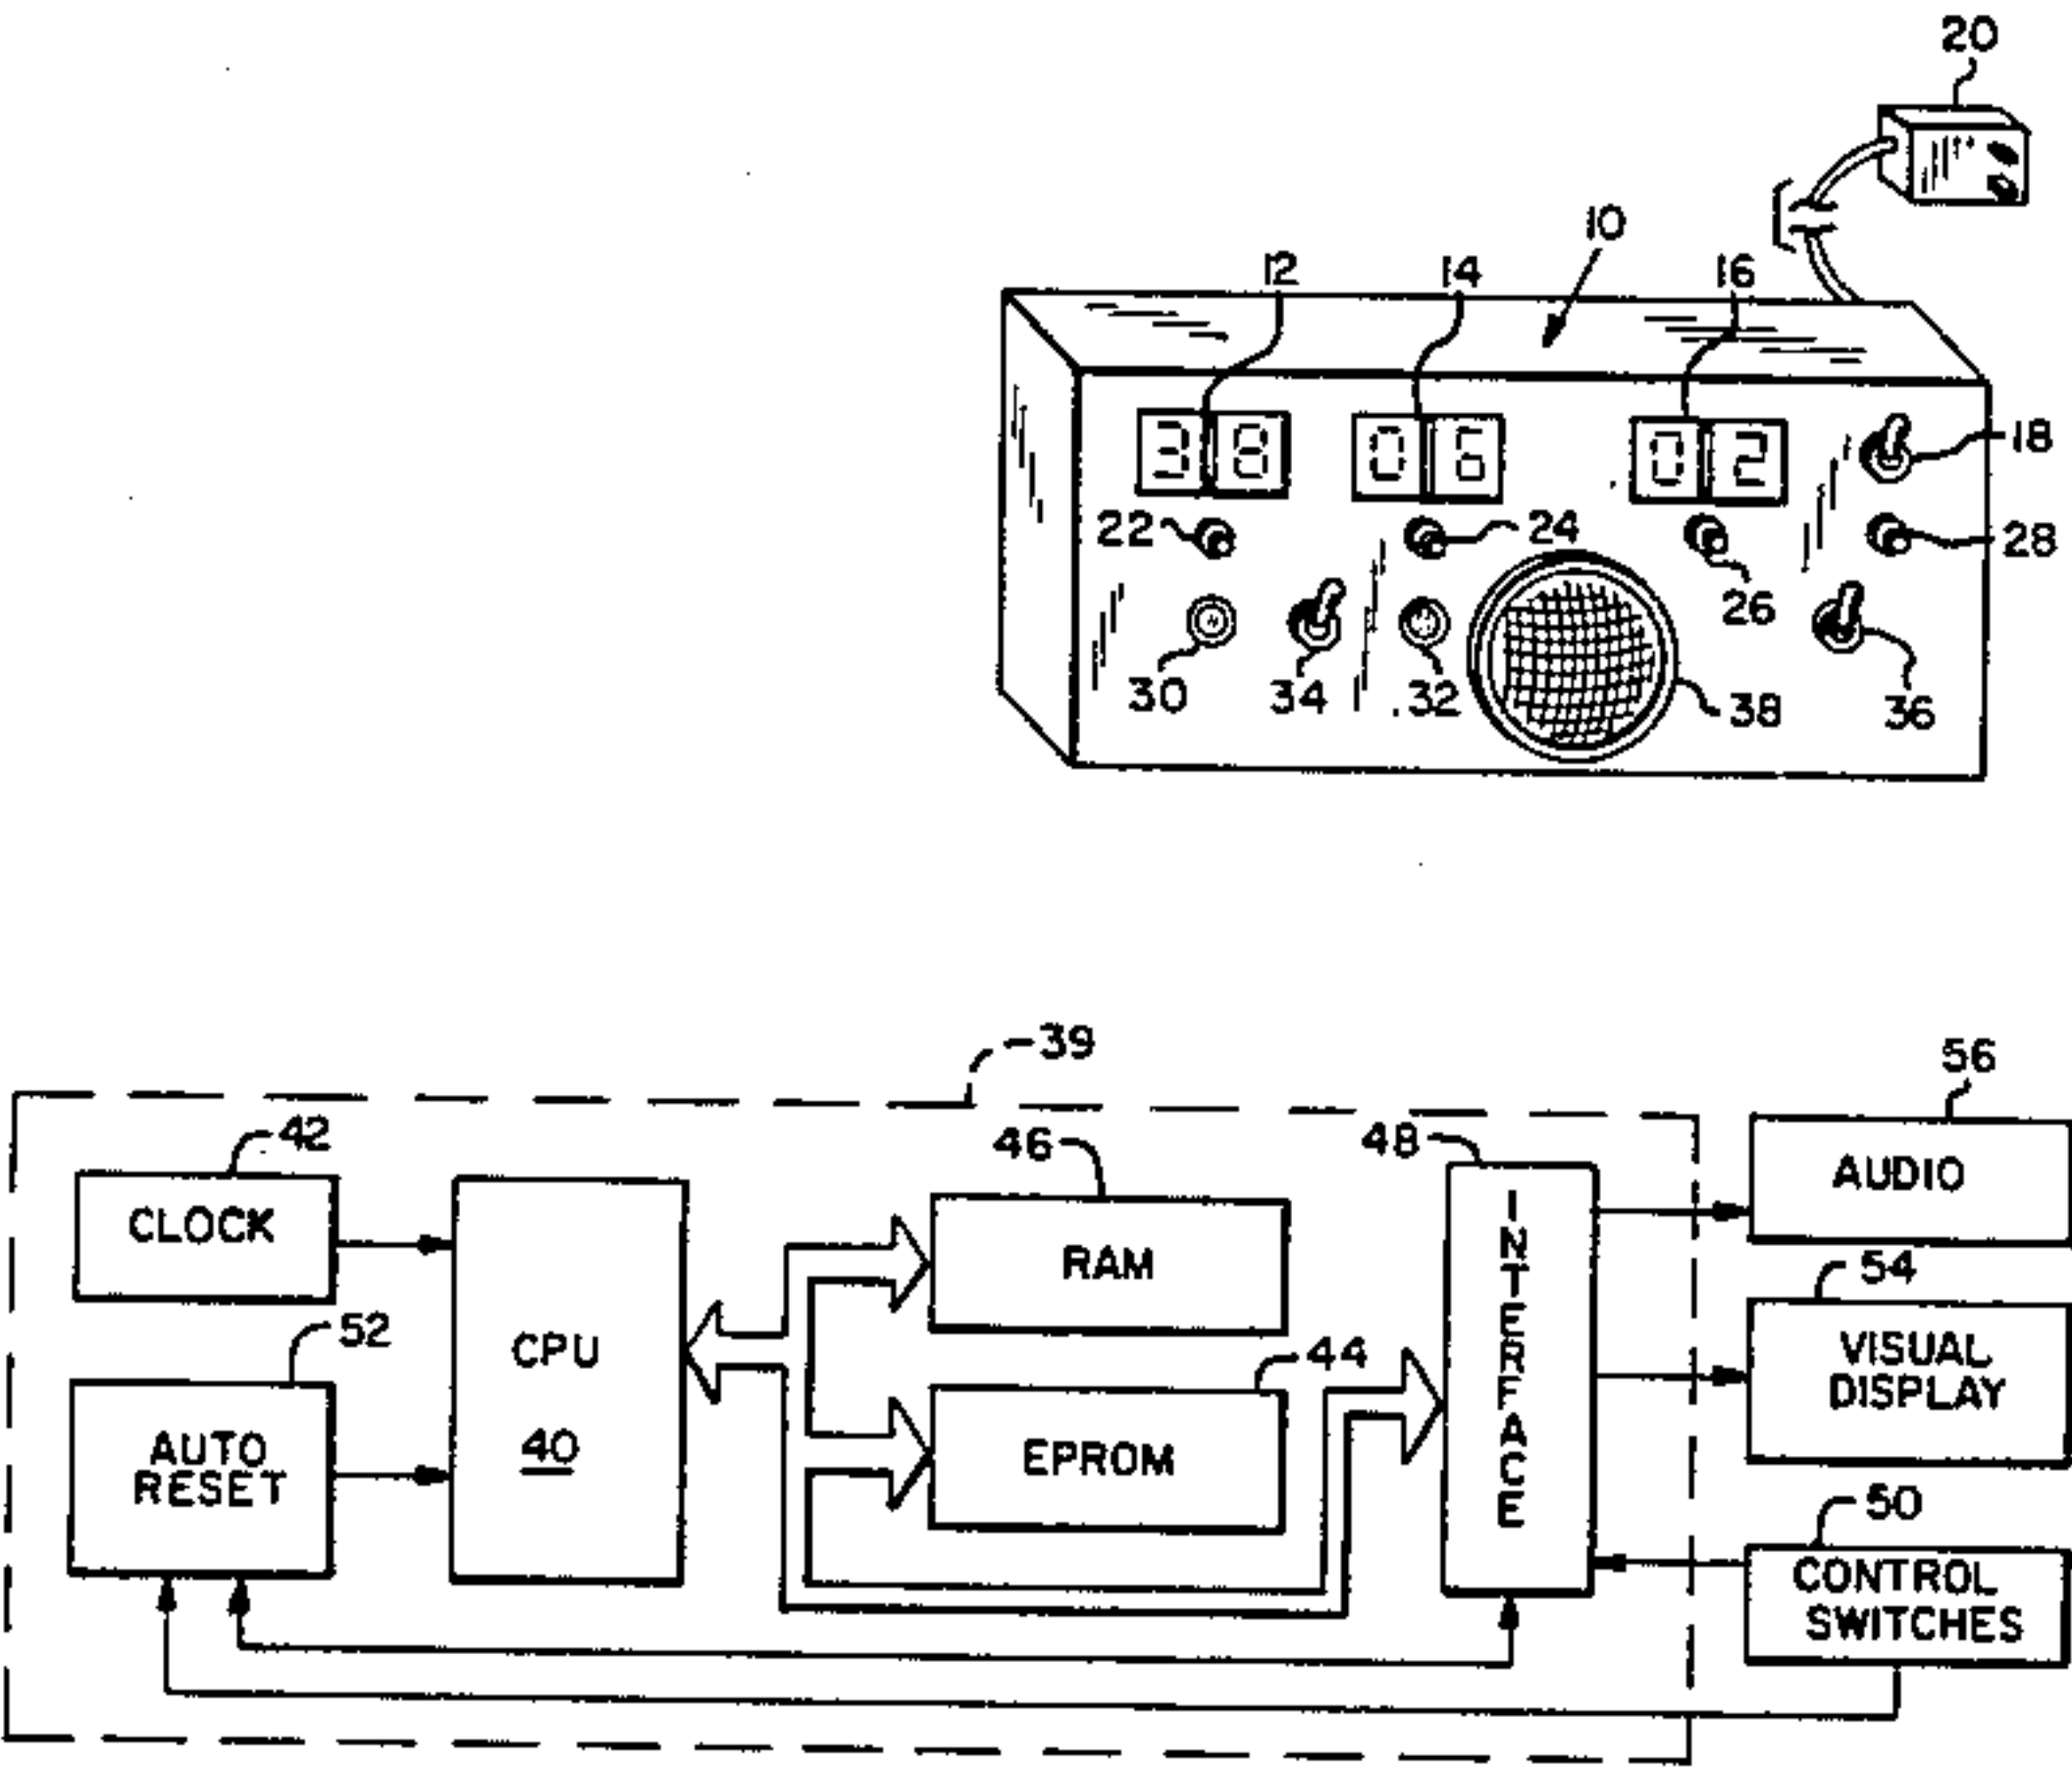 20
10
12
14
16
38
06
02
18
22
24
26
28
30
34
32
38
36
39
56
42
46
48
AUDIO
CLOCK
RAM
INTERFACE
54
52
CPU
44
VISUAL
DISPLAY
AUTO
RESET
40
EPROM
50
CONTROL
SWITCHES